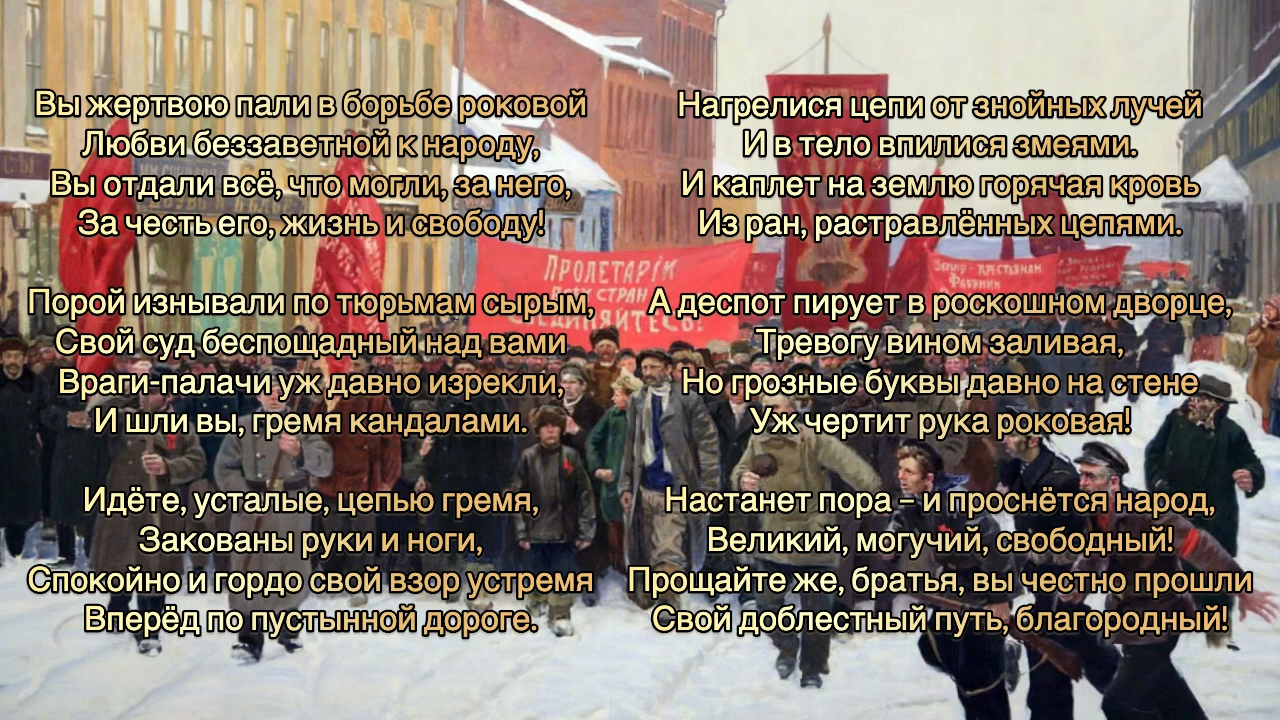 Вы жертвою пали в борьбе роковой
Любви беззаветной к народу,
Вы отдали всё, что могли, за него,
За честь его, жизнь и свободу!
Порой изнывали по тюрьмам сырым,
Свой суд беспощадный над вами
Враги-палачи уж давно изрекли,
И шли вы, гремя кандалами.
Идёте, усталые, цепью гремя,
Закованы руки и ноги,
Спокойно и гордо свой взор устремя
Вперёд по пустынной дороге.
Нагрелися цепи от знойных лучей
И в тело впилися змеями.
И каплет на землю горячая кровь
Из ран, растравлённых цепями.
А деспот пирует в роскошном дворце,
Тревогу вином заливая,
Но грозные буквы давно на стене
Уж чертит рука роковая!
Настанет пора – и проснётся народ,
Великий, могучий, свободный!
Прощайте же, братья, вы честно прошли
Свой доблестный путь, благородный!
ПРОЛЕТАРIИ
ВСѢХ СТРАН
СОЕДИНЯЙТЕСЬ!
КРЕСТЬЯНАМ